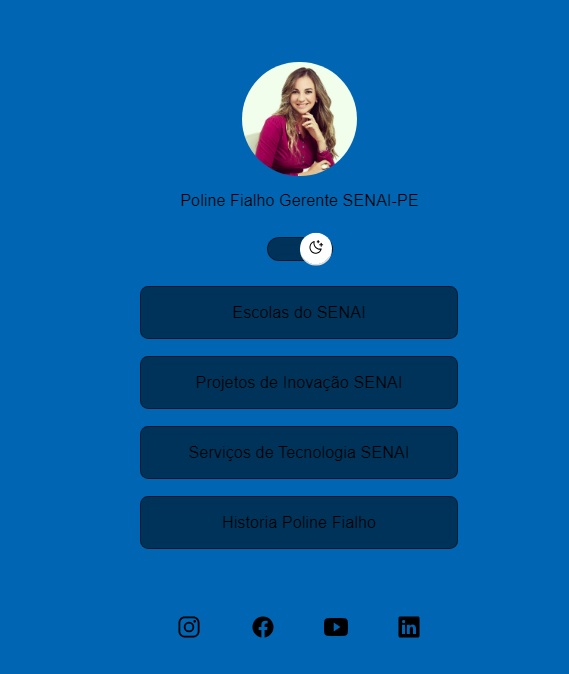 Poline Fialho Gerente SENAI-PE
Escolas do SENAI
Projetos de Inovação SENAI
Serviços de Tecnologia SENAI
Historia Poline Fialho
in